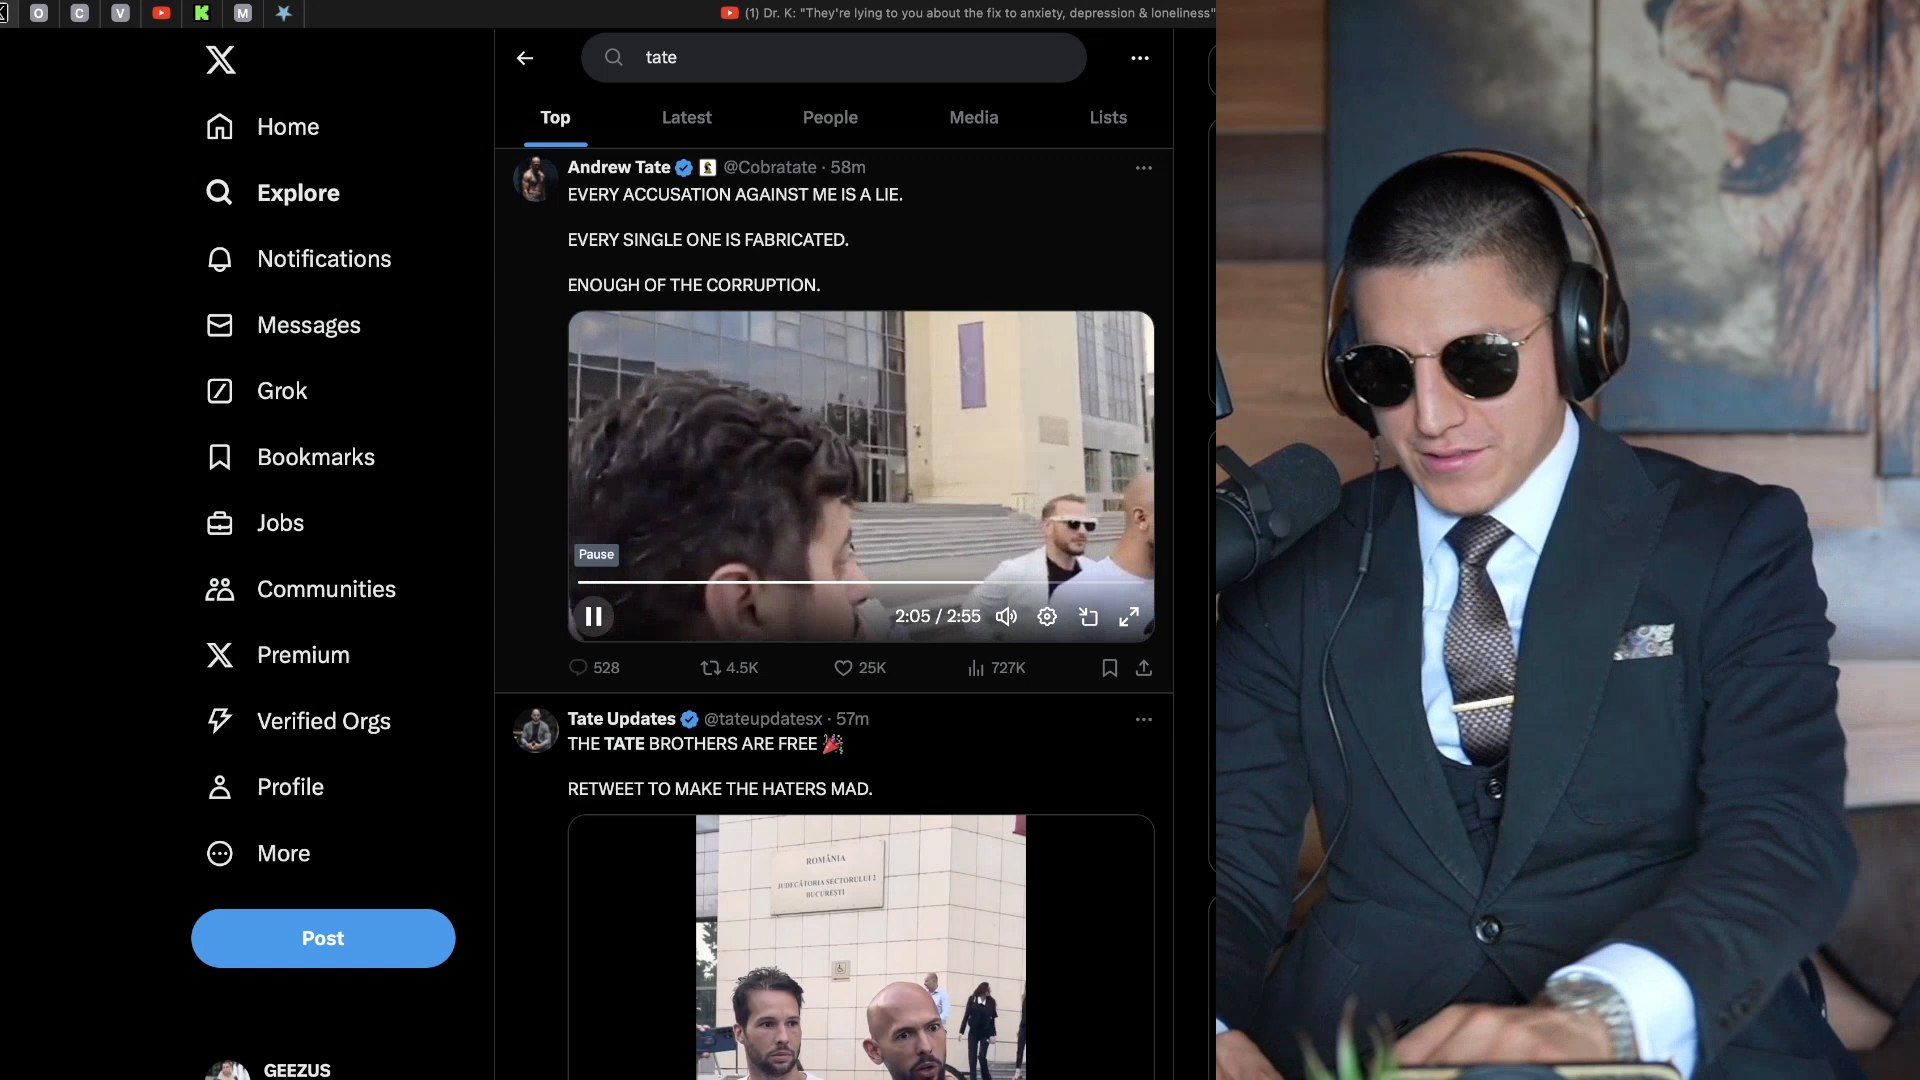 O
C
V
K
M
(1) Dr. K: "They're lying to you about the fix to anxiety, depression & loneliness"
X
Home
Explore
Notifications
Messages
Grok
Bookmarks
Jobs
Communities
Premium
Verified Orgs
Profile
More
Post
GEEZUS
tate
Top Latest People Media Lists
Andrew Tate @Cobratate · 58m
EVERY ACCUSATION AGAINST ME IS A LIE.
EVERY SINGLE ONE IS FABRICATED.
ENOUGH OF THE CORRUPTION.
Pause
2:05 / 2:55
528 4.5K 25K 727K
Tate Updates @tateupdatesx · 57m
THE TATE BROTHERS ARE FREE 🎉
RETWEET TO MAKE THE HATERS MAD.
ROMÂNIA
JUDECĂTORIA SECTORULUI 2
BUCUREȘTI